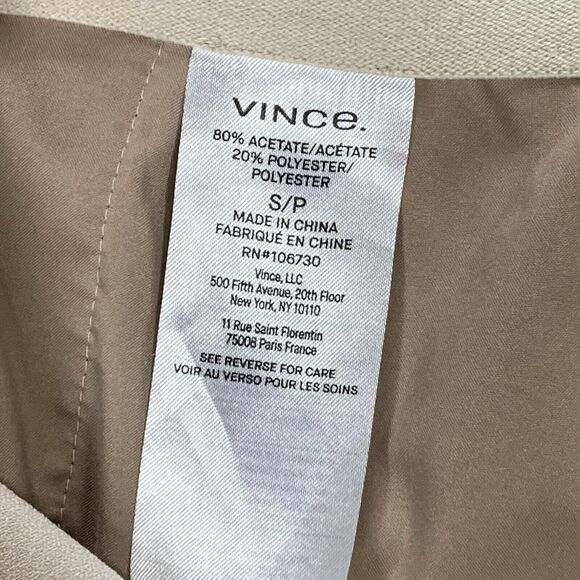 VINCe.
80% ACETATE/ACÉTATE
20% POLYESTER/
POLYESTER
S/P
MADE IN CHINA
FABRIQUÉ EN CHINE
RN#106730
Vince, LLC
500 Fifth Avenue, 20th Floor
New York, NY 10110
11 Rue Saint Florentin
75008 Paris France
SEE REVERSE FOR CARE
VOIR AU VERSO POUR LES SOINS